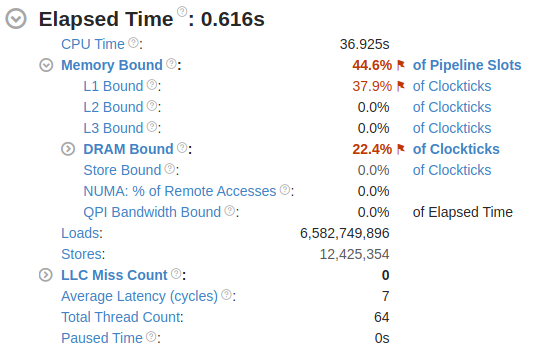 Elapsed Time ?: 0.616s
CPU Time ?: 36.925s
Memory Bound ?: 44.6% of Pipeline Slots
L1 Bound ?: 37.9% of Clockticks
L2 Bound ?: 0.0% of Clockticks
L3 Bound ?: 0.0% of Clockticks
DRAM Bound ?: 22.4% of Clockticks
Store Bound ?: 0.0% of Clockticks
NUMA: % of Remote Accesses ?: 0.0%
QPI Bandwidth Bound ?: 0.0% of Elapsed Time
Loads: 6,582,749,896
Stores: 12,425,354
LLC Miss Count ?: 0
Average Latency (cycles) ?: 7
Total Thread Count: 64
Paused Time ?: 0s